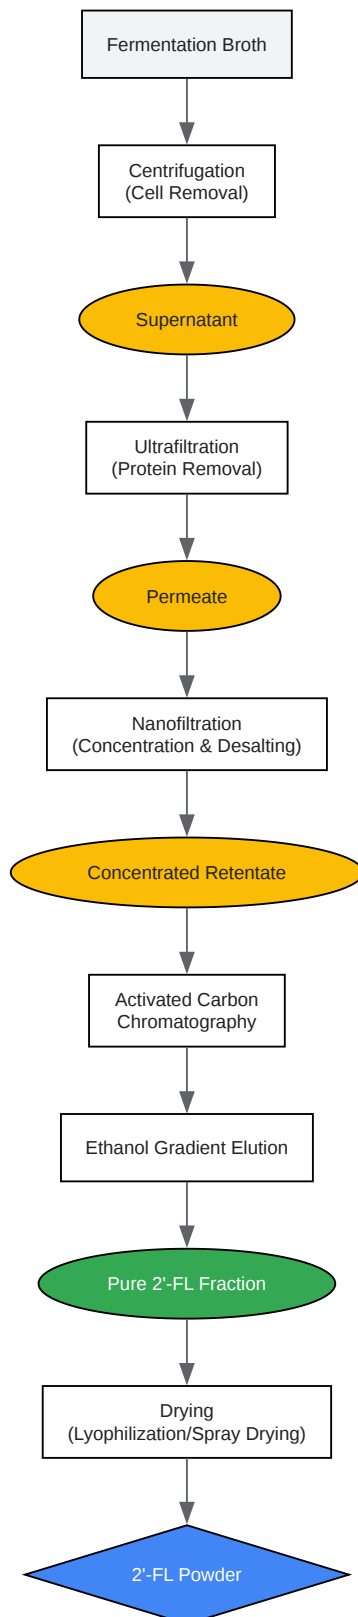 Fermentation Broth
Centrifugation
(Cell Removal)
Supernatant
Ultrafiltration
(Protein Removal)
Permeate
Nanofiltration
(Concentration & Desalting)
Concentrated Retentate
Activated Carbon
Chromatography
Ethanol Gradient Elution
Pure 2'-FL Fraction
Drying
(Lyophilization/Spray Drying)
2'-FL Powder